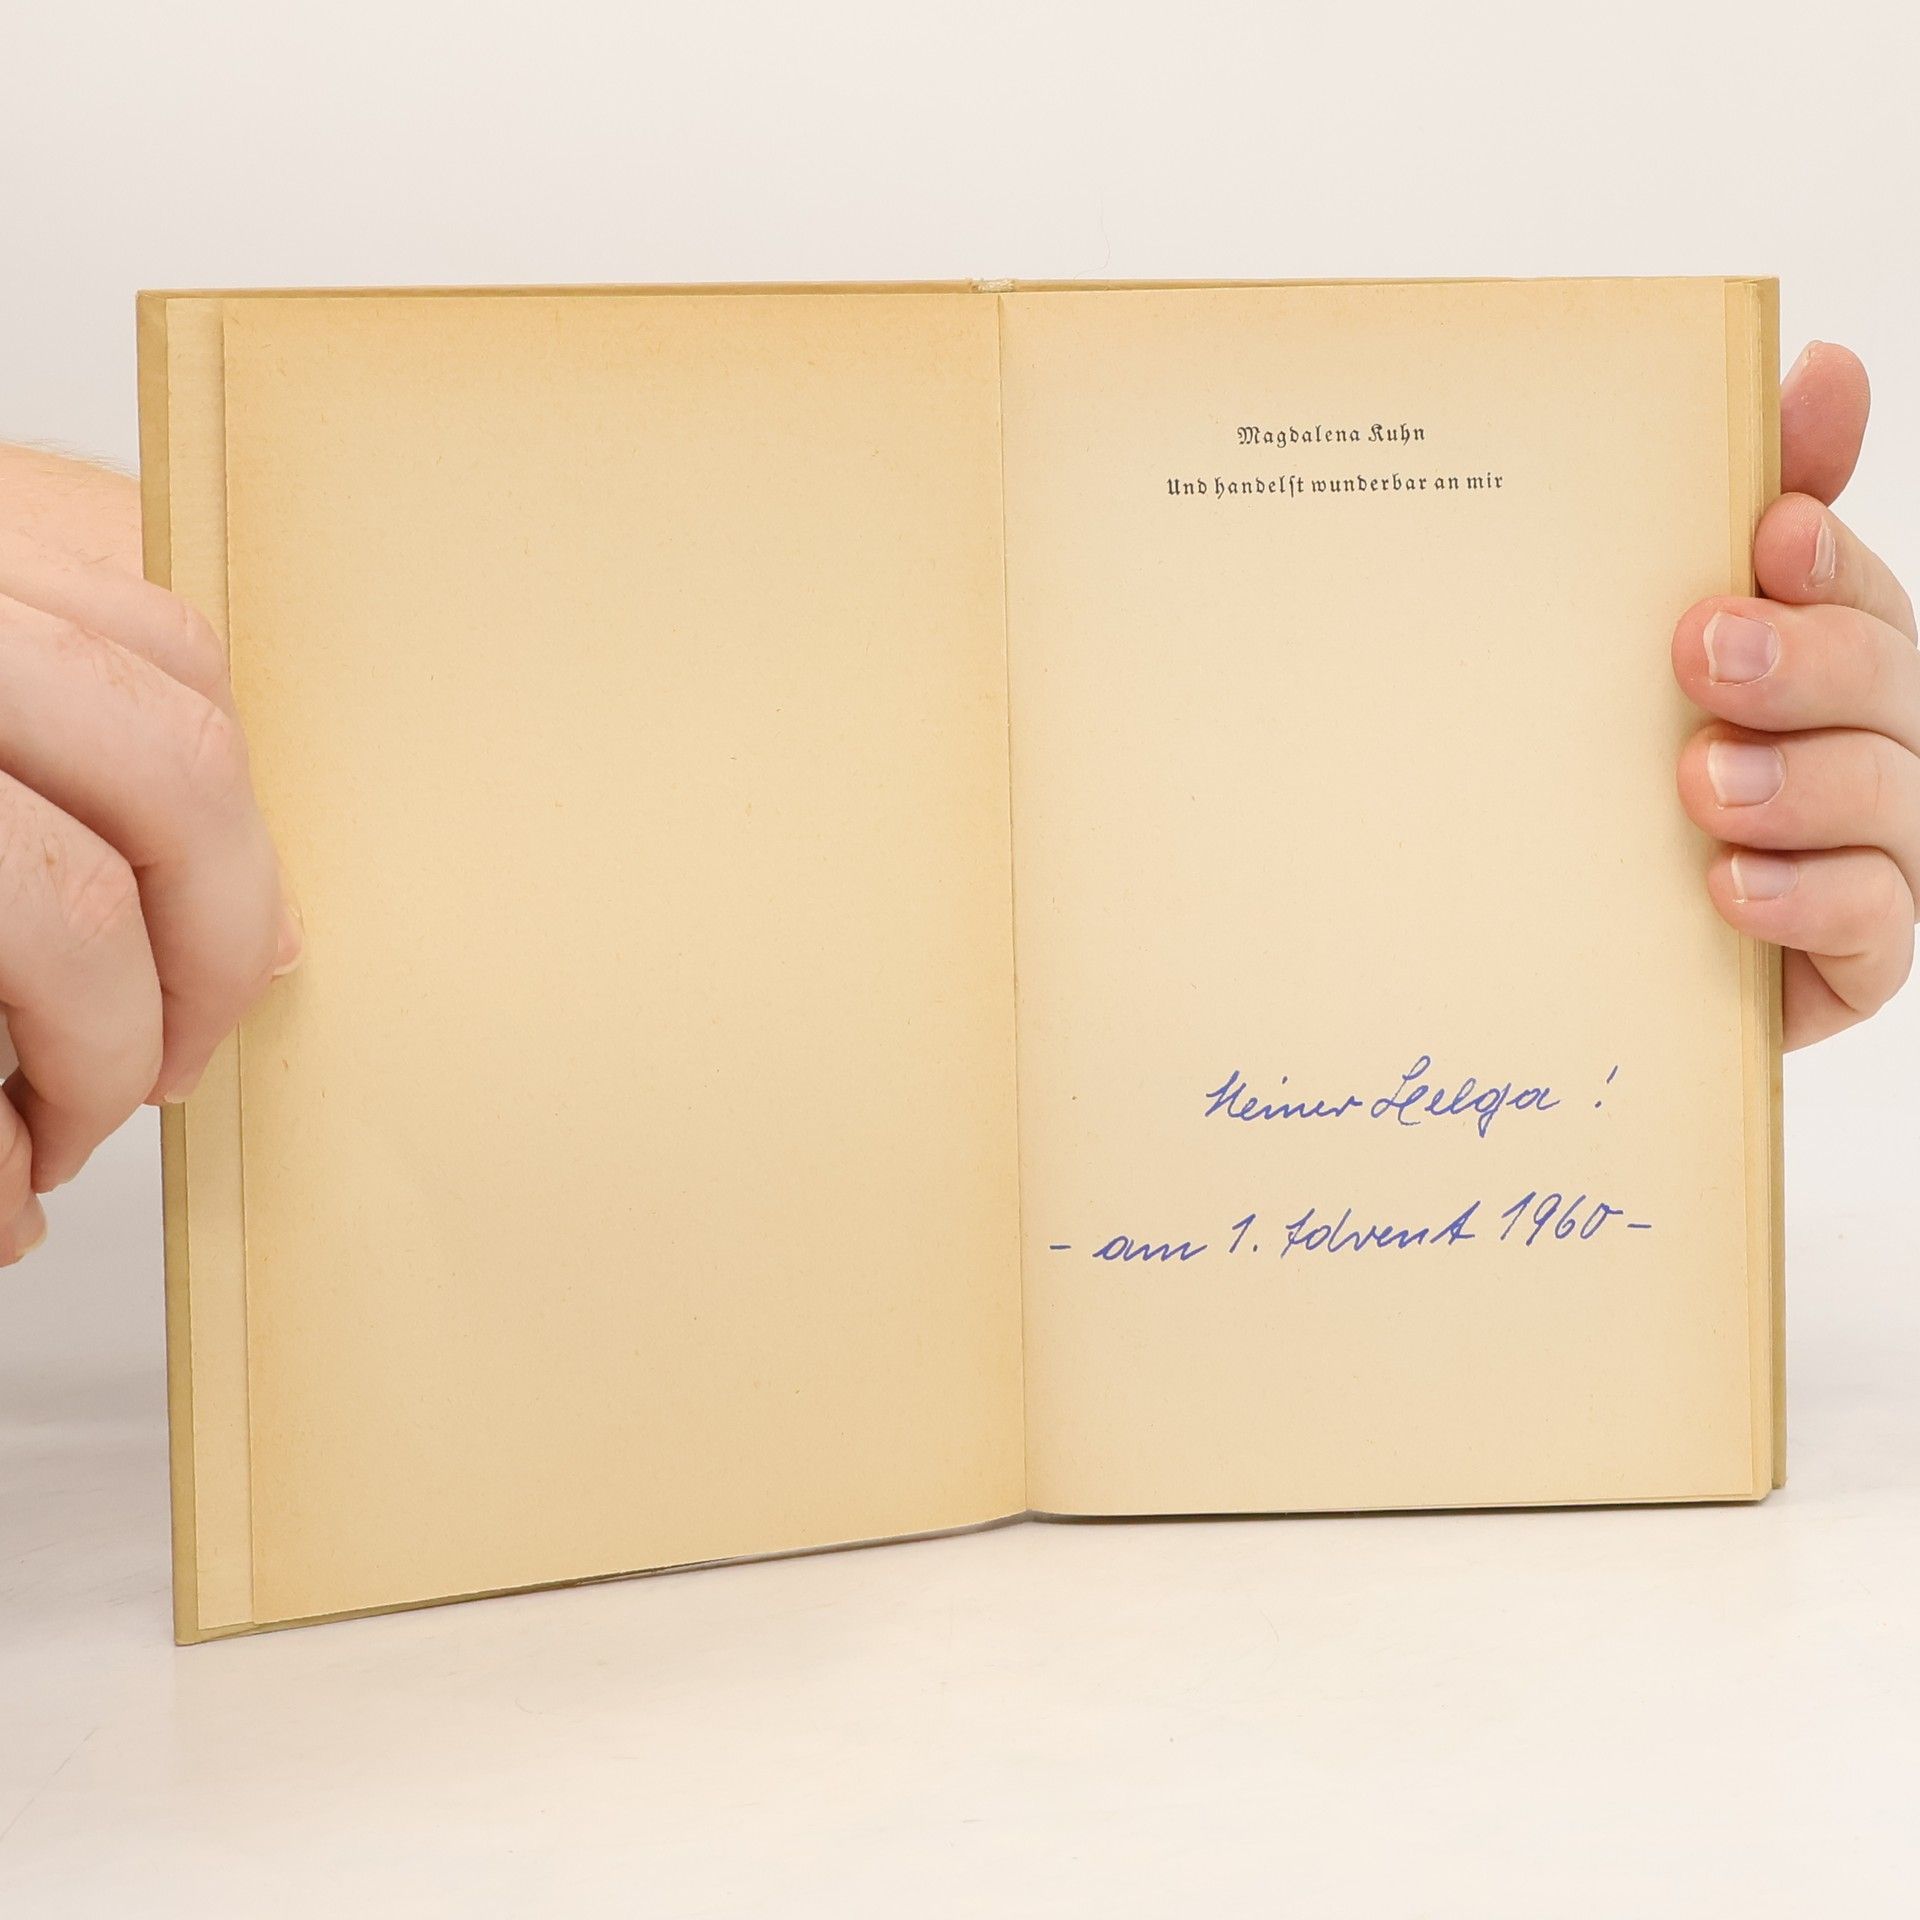 Magdalena Kuhn
Und handelst wunderbar an mir
Meiner Helga !
- am 1. Advent 1960 -